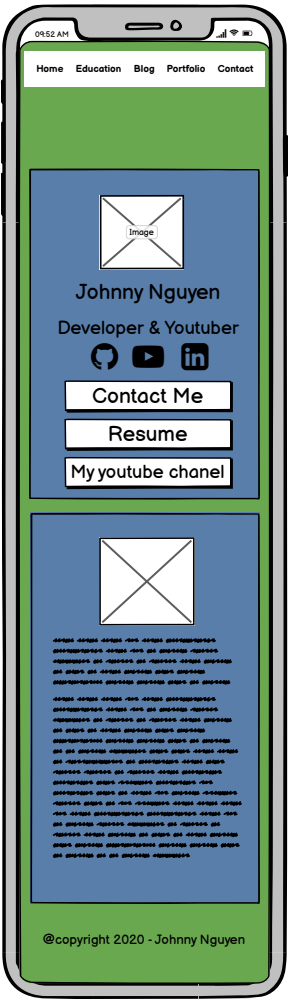 09:52 AM
Home Education Blog Portfolio Contact
Image
Johnny Nguyen
Developer & Youtuber
in
Contact Me
Resume
My youtube chanel
@copyright 2020 - Johnny Nguyen